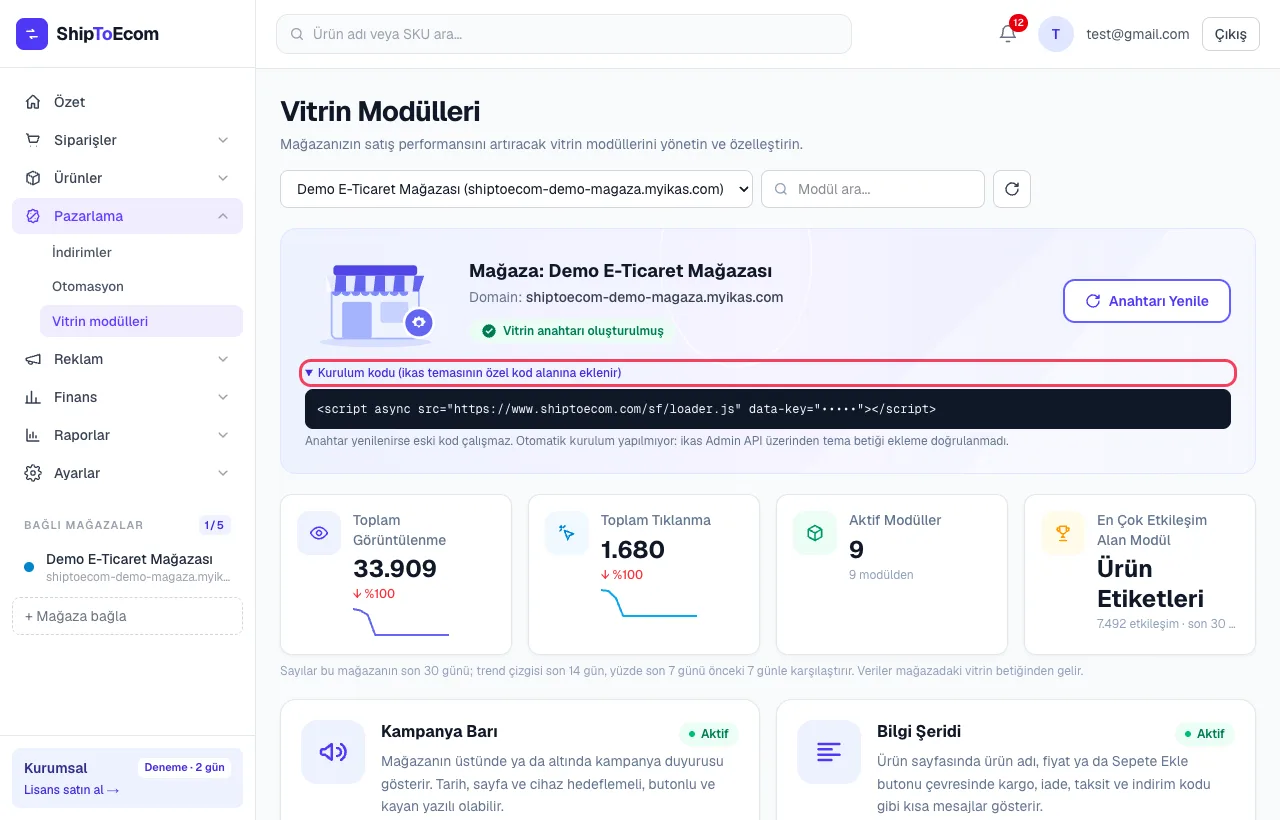 ShipToEcom
Ürün adı veya SKU ara...
12
T
test@gmail.com
Çıkış
Özet
Siparişler
Ürünler
Pazarlama
İndirimler
Otomasyon
Vitrin modülleri
Reklam
Finans
Raporlar
Ayarlar
BAĞLI MAĞAZALAR
1/5
Demo E-Ticaret Mağazası
shiptoecom-demo-magaza.myik...
+ Mağaza bağla
Kurumsal
Deneme · 2 gün
Lisans satın al →
Vitrin Modülleri
Mağazanızın satış performansını artıracak vitrin modüllerini yönetin ve özelleştirin.
Demo E-Ticaret Mağazası (shiptoecom-demo-magaza.myikas.com)
Modül ara...
Mağaza: Demo E-Ticaret Mağazası
Domain: shiptoecom-demo-magaza.myikas.com
Vitrin anahtarı oluşturulmuş
Anahtarı Yenile
▼ Kurulum kodu (ikas temasının özel kod alanına eklenir)
<script async src="https://www.shiptoecom.com/sf/loader.js" data-key="•••••"></script>
Anahtar yenilenirse eski kod çalışmaz. Otomatik kurulum yapılmıyor: ikas Admin API üzerinden tema betiği ekleme doğrulanmadı.
Toplam
Görüntülenme
33.909
↓ %100
Toplam Tıklanma
1.680
↓ %100
Aktif Modüller
9
9 modülden
En Çok Etkileşim
Alan Modül
Ürün
Etiketleri
7.492 etkileşim · son 30 ...
Sayılar bu mağazanın son 30 günü; trend çizgisi son 14 gün, yüzde son 7 günü önceki 7 günle karşılaştırır. Veriler mağazadaki vitrin betiğinden gelir.
Kampanya Barı
Aktif
Mağazanın üstünde ya da altında kampanya duyurusu
gösterir. Tarih, sayfa ve cihaz hedeflemeli, butonlu ve
kayan yazılı olabilir.
Bilgi Şeridi
Aktif
Ürün sayfasında ürün adı, fiyat ya da Sepete Ekle
butonu çevresinde kargo, iade, taksit ve indirim kodu
gibi kısa mesajlar gösterir.